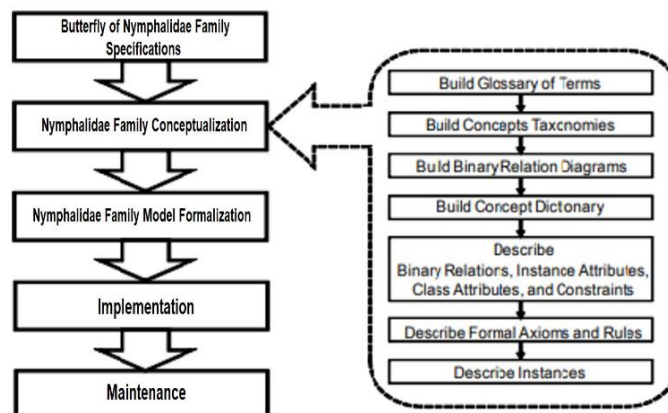 Butterfly of Nymphalidae Family
Specifications
Nymphalidae Family Conceptualization
Nymphalidae Family Model Formalization
Implementation
Maintenance
Build Glossary of Terms
Build Concepts Taxcnomies
Build Binary Relation Diagrams
Build Concept Dictonary
Describe
Binary Relations, Instance Attributes,
Class Attributes, and Constraints
Describe Formal Axioms and Rules
Describe Instances